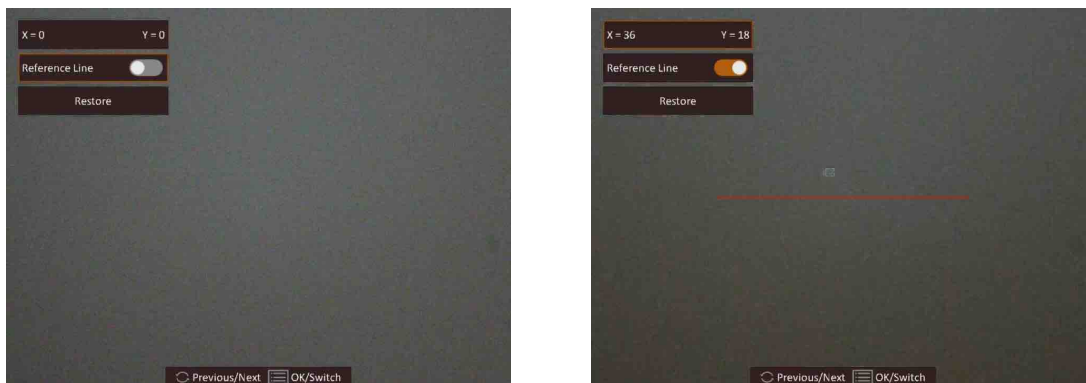 X = 0 Y = 0
Reference Line
Restore
Previous/Next OK/Switch
X = 36 Y = 18
Reference Line
Restore
Previous/Next OK/Switch